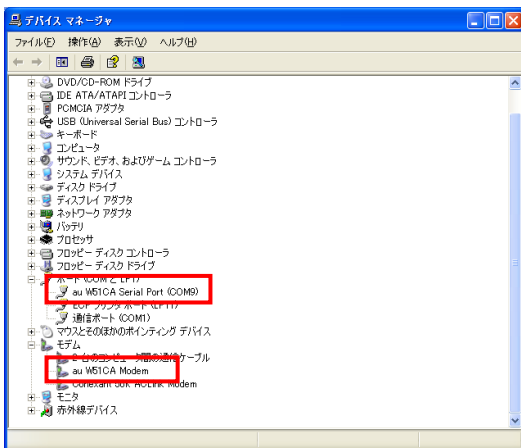 デバイス マネージャ
ファイル(F) 操作(A) 表示(V) ヘルプ(H)
DVD/CD-ROM ドライブ
IDE ATA/ATAPI コントローラ
PCMCIA アダプタ
USB (Universal Serial Bus) コントローラ
キーボード
コンピュータ
サウンド、ビデオ、およびゲーム コントローラ
システム デバイス
ディスク ドライブ
ディスプレイ アダプタ
ネットワーク アダプタ
バッテリ
プロセッサ
フロッピー ディスク コントローラ
フロッピー ディスク ドライブ
ポート (COM と LPT)
au W51CA Serial Port (COM9)
ECP プリンタ ポート (LPT1)
通信ポート (COM1)
マウスとそのほかのポインティング デバイス
モデム
2 台のコンピュータ間の通信ケーブル
au W51CA Modem
Conexant Soft ACLink Modem
モニタ
赤外線デバイス